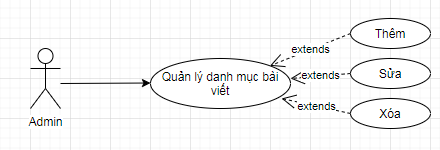 Thêm
extends
Quản lý danh mục bài
viết
extends
Sửa
extends
Xóa
Admin